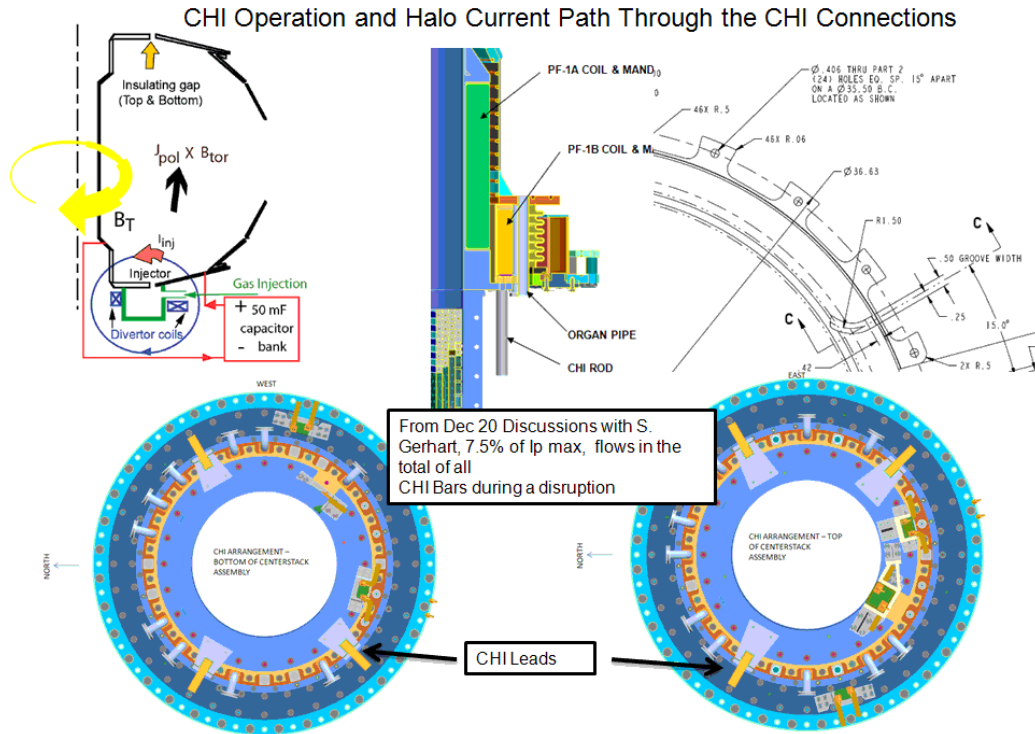 CHI Operation and Halo Current Path Through the CHI Connections
Insulating gap
(Top & Bottom)
Jpol X Btor
BT
Iinj
Injector
Gas Injection
Divertor coils
+ 50 mF
capacitor
- bank
PF-1A COIL & MAND
PF-1B COIL & MA
ORGAN PIPE
CHI ROD
Ø.406 THRU PART 2
(24) HOLES EQ. SP. 15° APART
ON A Ø35.50 B.C.
LOCATED AS SHOWN
46X R.5
46X R.06
Ø36.63
R1.50
C
.50 GROOVE WIDTH
.25
15.0°
C
.42
2X R.5
WEST
EAST
From Dec 20 Discussions with S.
Gerhart, 7.5% of Ip max, flows in the
total of all
CHI Bars during a disruption
NORTH
CHI ARRANGEMENT –
BOTTOM OF CENTERSTACK
ASSEMBLY
NORTH
CHI ARRANGEMENT – TOP
OF CENTERSTACK
ASSEMBLY
CHI Leads